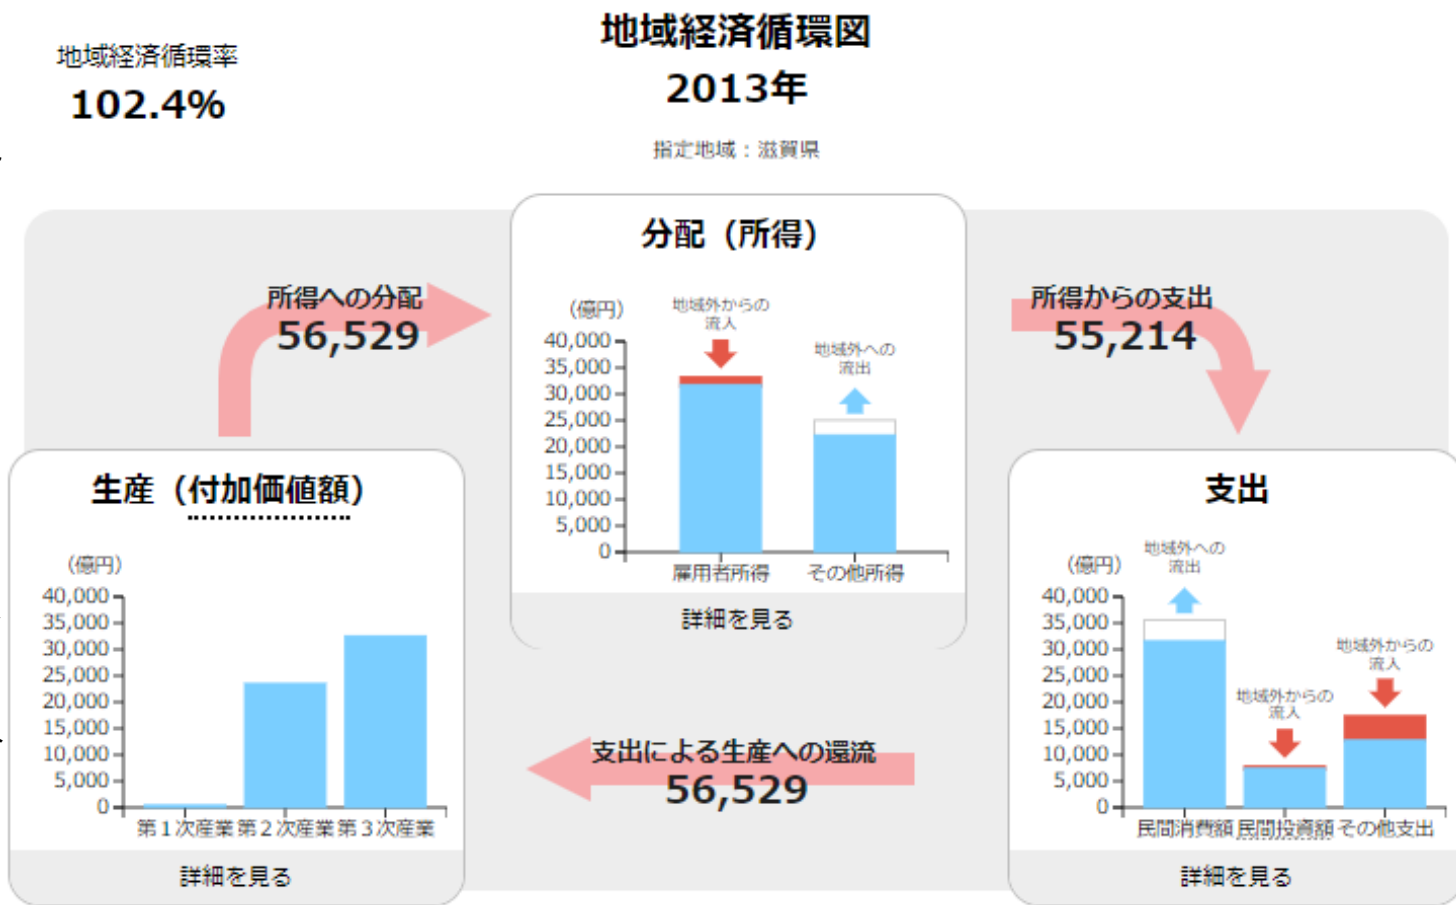 地域経済循環図
2013年
指定地域：滋賀県
地域経済循環率
102.4%
所得への分配
56,529
分配（所得）
（億円）
地域外からの
流入
地域外への
流出
40,000
35,000
30,000
25,000
20,000
15,000
10,000
5,000
0
雇用者所得
その他所得
詳細を見る
所得からの支出
55,214
生産（付加価値額）
（億円）
40,000
35,000
30,000
25,000
20,000
15,000
10,000
5,000
0
第１次産業
第２次産業
第３次産業
詳細を見る
支出による生産への還流
56,529
支出
（億円）
地域外への
流出
地域外からの
流入
地域外からの
流入
40,000
35,000
30,000
25,000
20,000
15,000
10,000
5,000
0
民間消費額
民間投資額
その他支出
詳細を見る